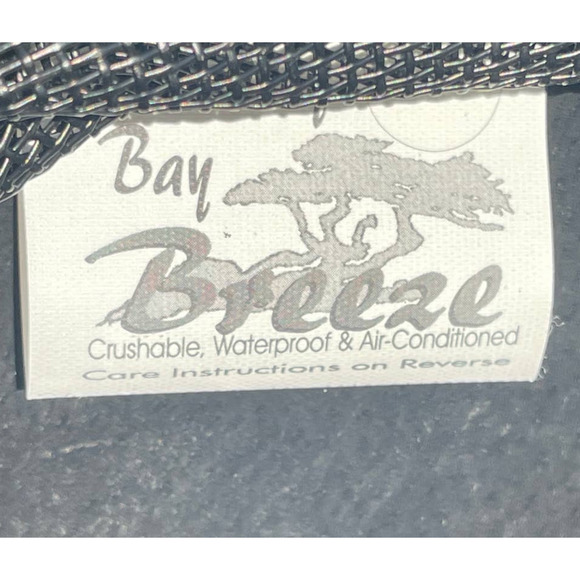 Bay
Breeze
Crushable, Waterproof & Air-Conditioned
Care Instructions on Reverse